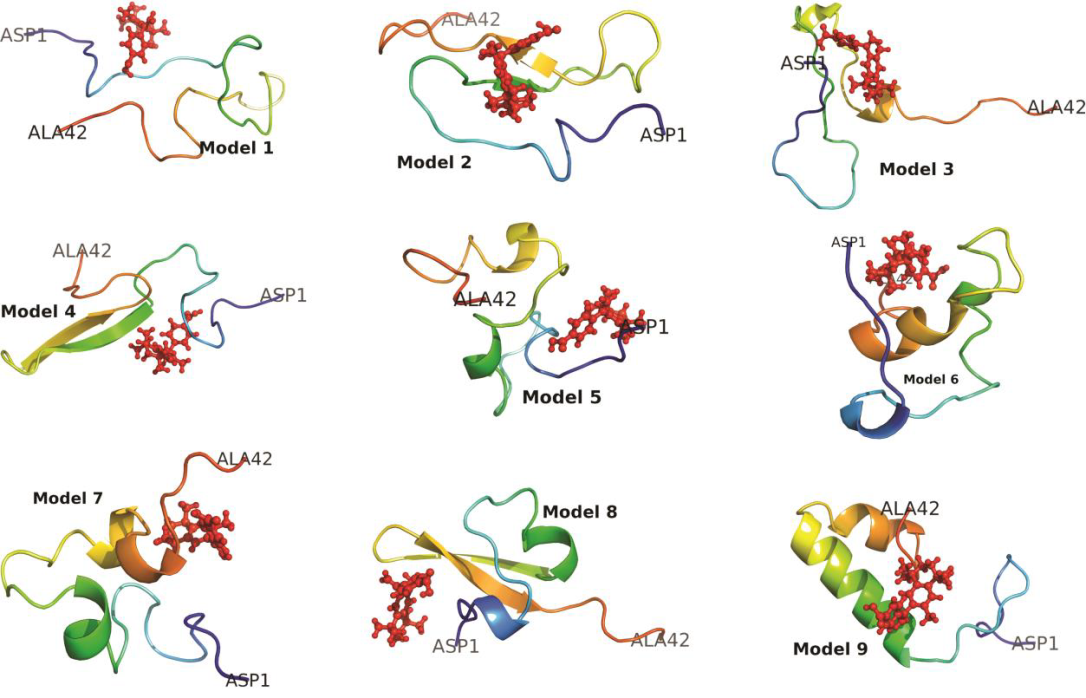 ASP1
ALA42
Model 1
ALA42
ASP1
Model 2
ASP1
ALA42
Model 3
ALA42
ASP1
Model 4
ALA42
ASP1
Model 5
ASP1
42
Model 6
ALA42
Model 7
ASP1
Model 8
ASP1
ALA42
ALA42
ASP1
Model 9